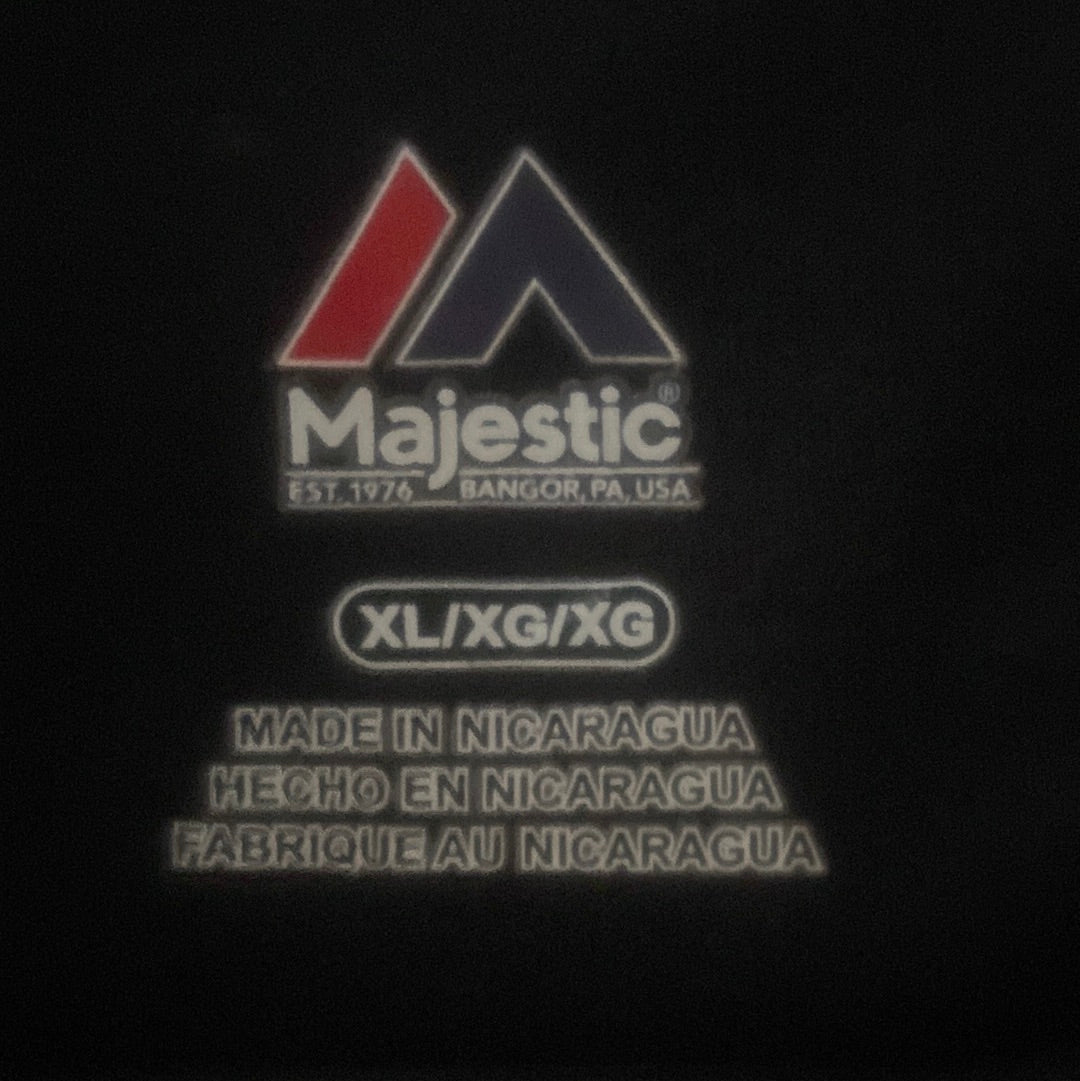 Majestic®
EST. 1976 BANGOR, PA, USA
XL/XG/XG
MADE IN NICARAGUA
HECHO EN NICARAGUA
FABRIQUE AU NICARAGUA